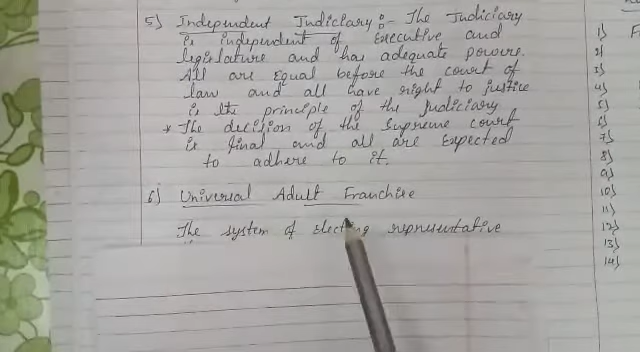 5) Independent Judiciary :- The Judiciary
is independent of Executive and
legislature and has adequate powers.
All are Equal before the court of
law and all have right to justice
is the principle of the Judiciary
* The decision of the Supreme court
is final and all are Expected
to adhere to it.
6) Universal Adult Franchise
The system of electing representative
1)
2)
3)
4)
5)
6)
7)
8)
9)
10)
11)
12)
13)
14)